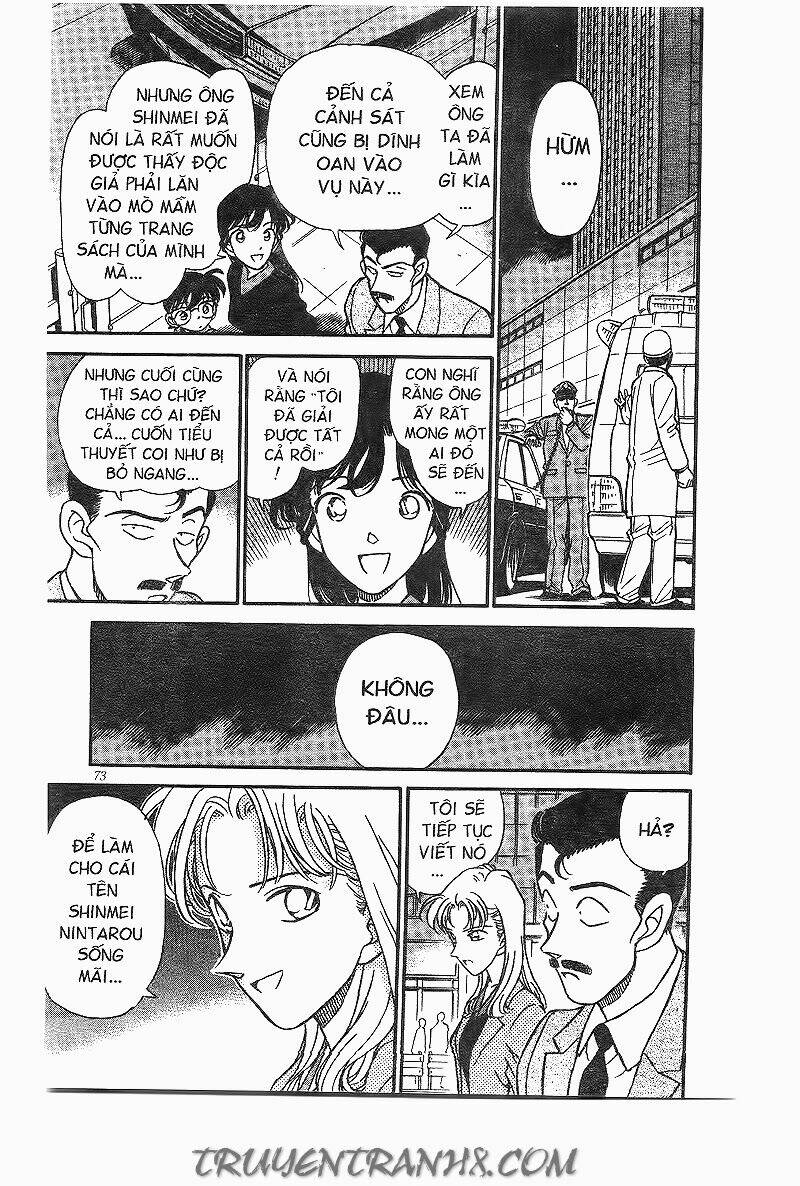 HỪM
...
XEM
ÔNG
TA ĐÃ
LÀM
GÌ KÌA
...
ĐẾN CẢ
CẢNH SÁT
CŨNG BỊ DÍNH
OAN VÀO
VỤ NÀY...
NHƯNG ÔNG
SHINMEI ĐÃ
NÓI LÀ RẤT MUỐN
ĐƯỢC THẤY ĐỘC
GIẢ PHẢI LĂN
VÀO MÒ MẪM
TỪNG TRANG
SÁCH CỦA MÌNH
MÀ...
CON NGHĨ
RẰNG ÔNG
ẤY RẤT
MONG MỘT
AI ĐÓ
SẼ ĐẾN
...
VÀ NÓI
RẰNG "TÔI
ĐÃ GIẢI
ĐƯỢC TẤT
CẢ RỒI"
!
NHƯNG CUỐI CÙNG
THÌ SAO CHỨ?
CHẲNG CÓ AI ĐẾN
CẢ... CUỐN TIỂU
THUYẾT COI NHƯ BỊ
BỎ NGANG...
KHÔNG
ĐÂU...
73
HẢ?
TÔI SẼ
TIẾP TỤC
VIẾT NÓ
...
ĐỂ LÀM
CHO CÁI
TÊN
SHINMEI
NINTAROU
SỐNG
MÃI...
TRUYENTRANH8.COM